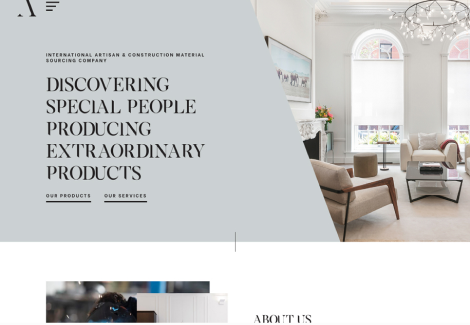 A
INTERNATIONAL ARTISAN & CONSTRUCTION MATERIAL
SOURCING COMPANY
DISCOVERING
SPECIAL PEOPLE
PRODUCING
EXTRAORDINARY
PRODUCTS
OUR PRODUCTS OUR SERVICES
ABOUT US